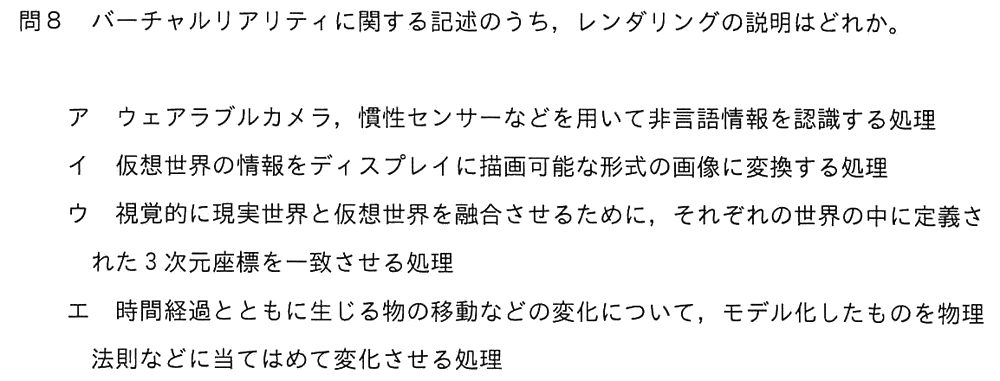 問8 バーチャルリアリティに関する記述のうち，レンダリングの説明はどれか。
ア ウェアラブルカメラ，慣性センサーなどを用いて非言語情報を認識する処理
イ 仮想世界の情報をディスプレイに描画可能な形式の画像に変換する処理
ウ 視覚的に現実世界と仮想世界を融合させるために，それぞれの世界の中に定義さ
れた3次元座標を一致させる処理
エ 時間経過とともに生じる物の移動などの変化について，モデル化したものを物理
法則などに当てはめて変化させる処理